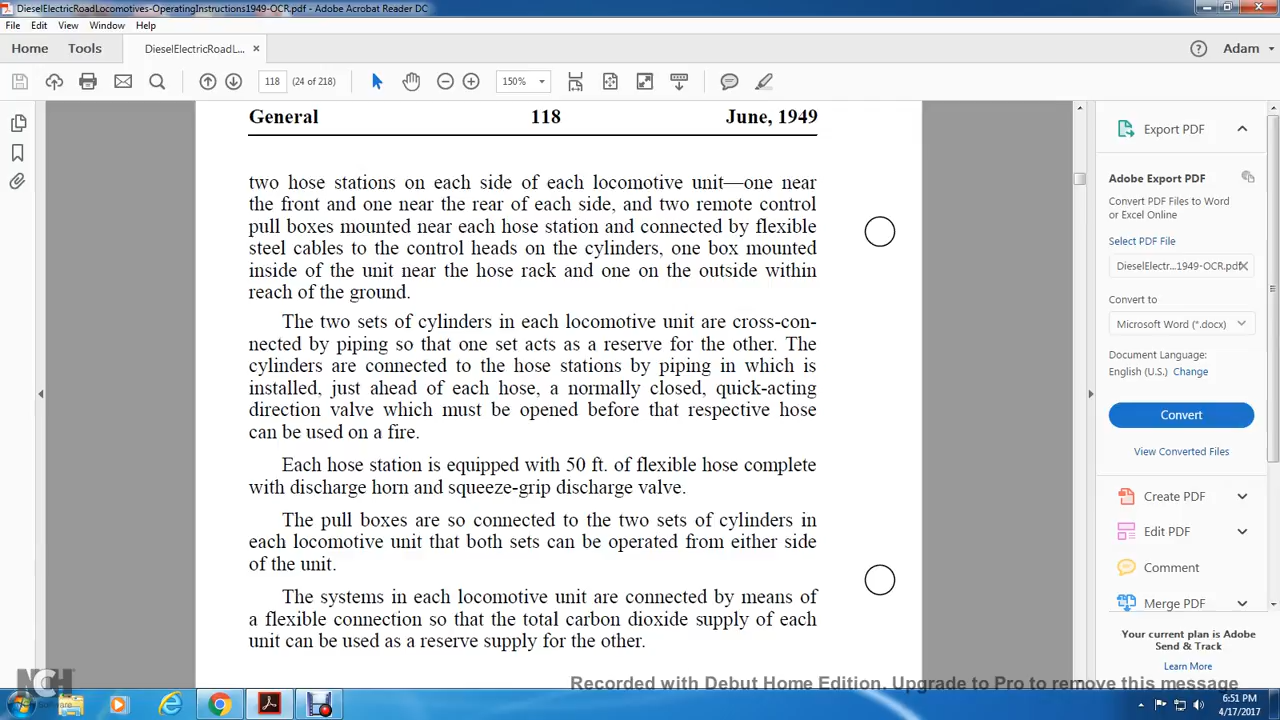 DieselElectricRoadLocomotives-OperatingInstructions1949-OCR.pdf - Adobe Acrobat Reader DC
File Edit View Window Help
Home Tools DieselElectricRoadL... × Adam
118 (24 of 218) 150%
General 118 June, 1949
two hose stations on each side of each locomotive unit—one near
the front and one near the rear of each side, and two remote control
pull boxes mounted near each hose station and connected by flexible
steel cables to the control heads on the cylinders, one box mounted
inside of the unit near the hose rack and one on the outside within
reach of the ground.
The two sets of cylinders in each locomotive unit are cross-con-
nected by piping so that one set acts as a reserve for the other. The
cylinders are connected to the hose stations by piping in which is
installed, just ahead of each hose, a normally closed, quick-acting
direction valve which must be opened before that respective hose
can be used on a fire.
Each hose station is equipped with 50 ft. of flexible hose complete
with discharge horn and squeeze-grip discharge valve.
The pull boxes are so connected to the two sets of cylinders in
each locomotive unit that both sets can be operated from either side
of the unit.
The systems in each locomotive unit are connected by means of
a flexible connection so that the total carbon dioxide supply of each
unit can be used as a reserve supply for the other.
Export PDF
Adobe Export PDF
Convert PDF Files to Word
or Excel Online
Select PDF File
DieselElectr...1949-OCR.pdf
Convert to
Microsoft Word (*.docx)
Document Language:
English (U.S.) Change
Convert
View Converted Files
Create PDF
Edit PDF
Comment
Merge PDF
Your current plan is Adobe
Send & Track
Learn More
NCH
Software
Recorded with Debut Home Edition. Upgrade to Pro to remove this message
6:51 PM
4/17/2017